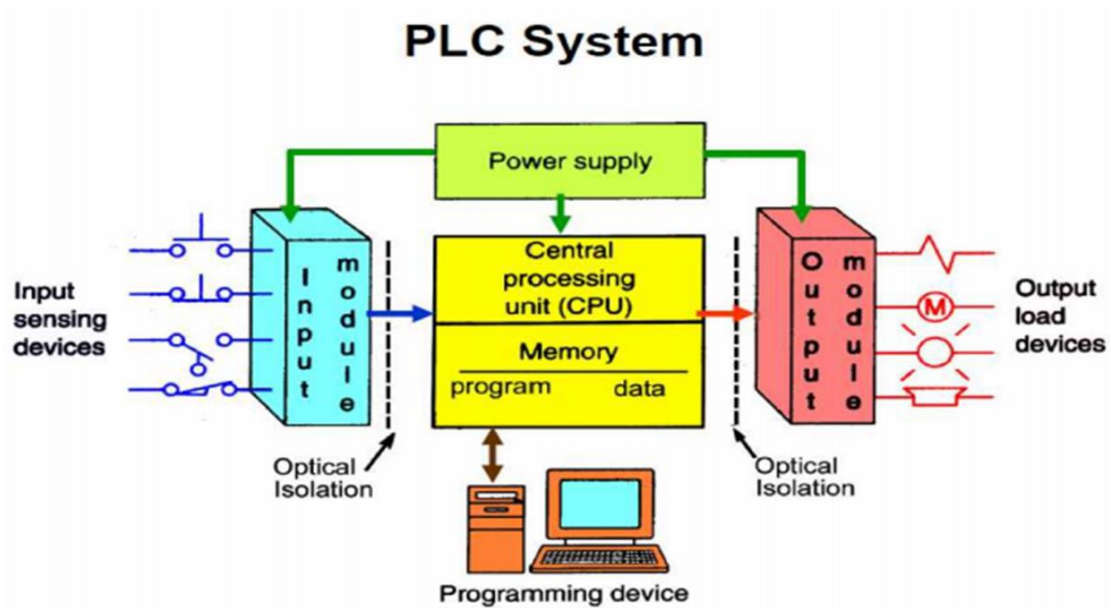 PLC System
Power supply
Input
sensing
devices
Input
module
Central
processing
unit (CPU)
Memory
program data
Output
module
M
Output
load
devices
Optical
Isolation
Optical
Isolation
Programming device